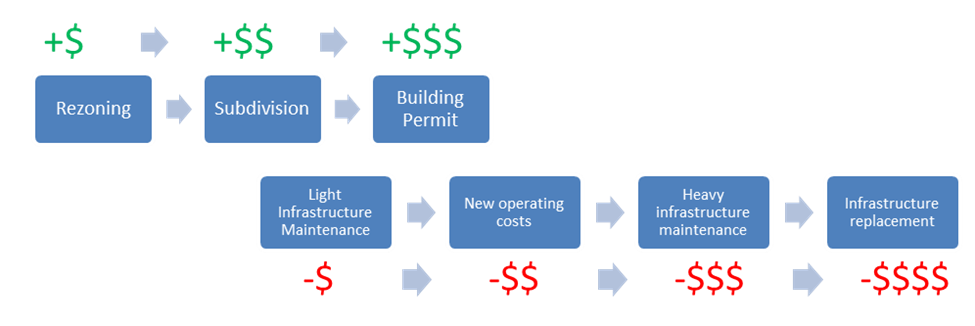 +$ +$$ +$$$
Rezoning Subdivision Building
Permit
Light
Infrastructure
Maintenance
New operating
costs
Heavy
infrastructure
maintenance
Infrastructure
replacement
-$ -$$ -$$$ -$$$$